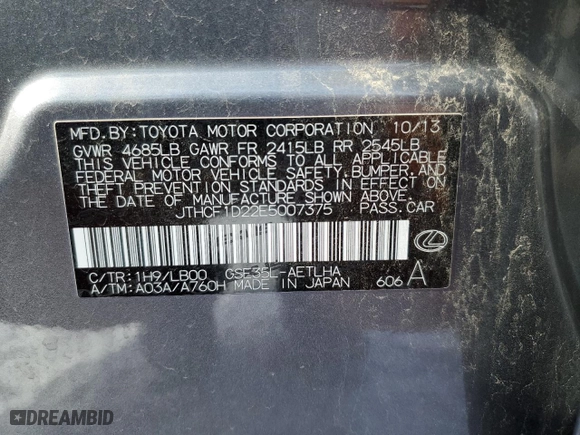 MFD. BY: TOYOTA MOTOR CORPORATION 10/13
GVWR 4685LB GAWR FR 2415LB RR 2545LB
THIS VEHICLE CONFORMS TO ALL APPLICABLE
FEDERAL MOTOR VEHICLE SAFETY, BUMPER, AND
THEFT PREVENTION STANDARDS IN EFFECT ON
THE DATE OF MANUFACTURE SHOWN ABOVE.
JTHCF1D22E5007375 PASS. CAR
C/TR: 1H9/LB00 GSE35L-AETLHA
A/TM: A03A/A760H MADE IN JAPAN 606 A
DREAMBID